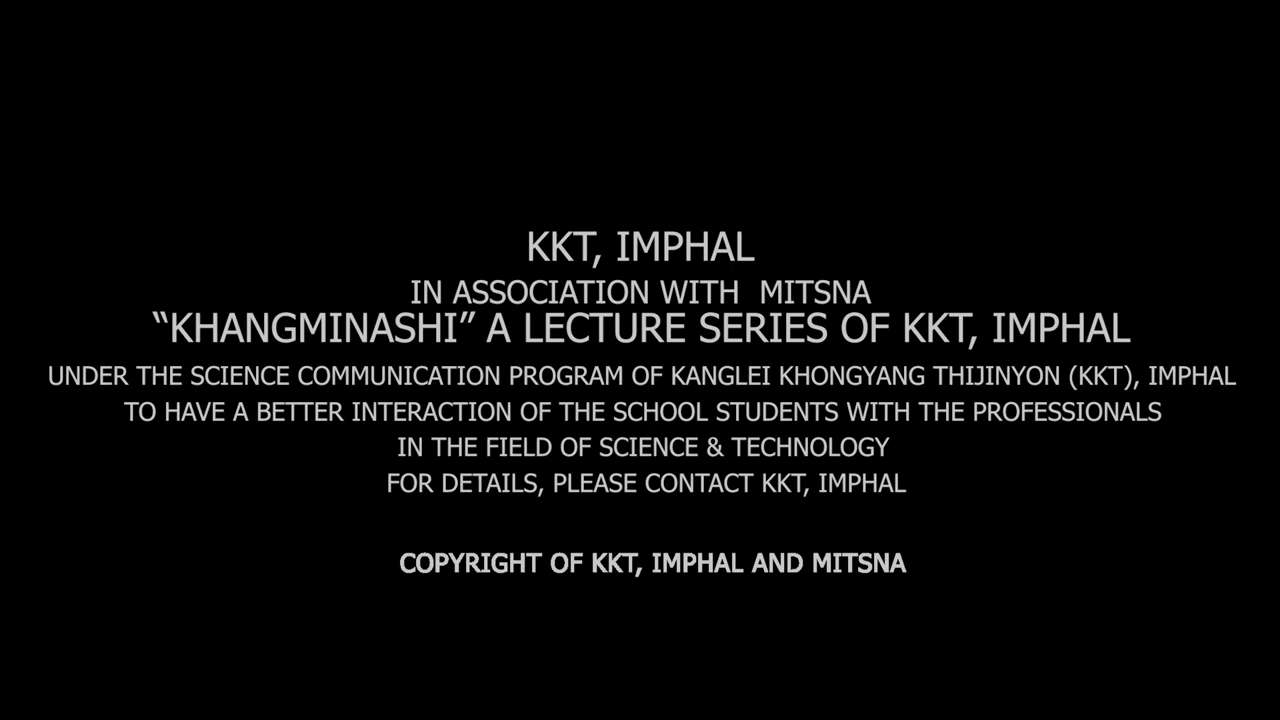 KKT, IMPHAL
IN ASSOCIATION WITH  MITSNA
“KHANGMINASHI” A LECTURE SERIES OF KKT, IMPHAL
UNDER THE SCIENCE COMMUNICATION PROGRAM OF KANGLEI KHONGYANG THIJINYON (KKT), IMPHAL
TO HAVE A BETTER INTERACTION OF THE SCHOOL STUDENTS WITH THE PROFESSIONALS
IN THE FIELD OF SCIENCE & TECHNOLOGY
FOR DETAILS, PLEASE CONTACT KKT, IMPHAL
COPYRIGHT OF KKT, IMPHAL AND MITSNA